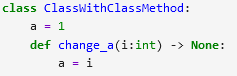 class ClassWithClassMethod:
    a = 1
    def change_a(i:int) -> None:
        a = i